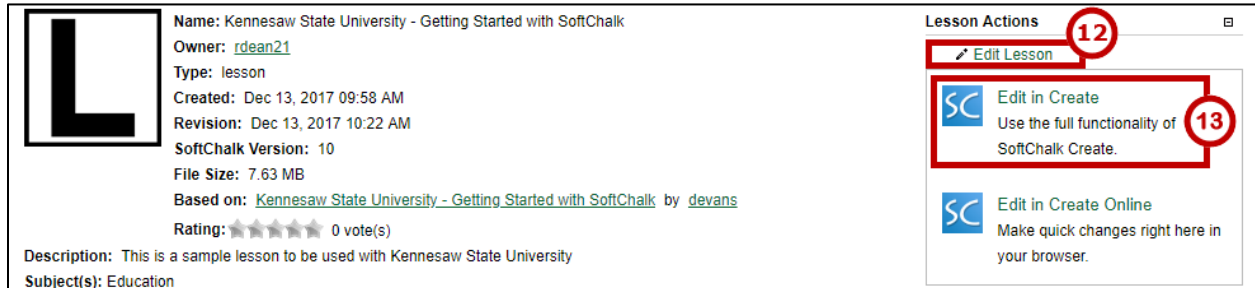 L
Name: Kennesaw State University - Getting Started with SoftChalk
Owner: rdean21
Type: lesson
Created: Dec 13, 2017 09:58 AM
Revision: Dec 13, 2017 10:22 AM
SoftChalk Version: 10
File Size: 7.63 MB
Based on: Kennesaw State University - Getting Started with SoftChalk by devans
Rating: 0 vote(s)
Description: This is a sample lesson to be used with Kennesaw State University
Subject(s): Education
Lesson Actions
12
Edit Lesson
SC
Edit in Create
Use the full functionality of
SoftChalk Create.
13
SC
Edit in Create Online
Make quick changes right here in
your browser.